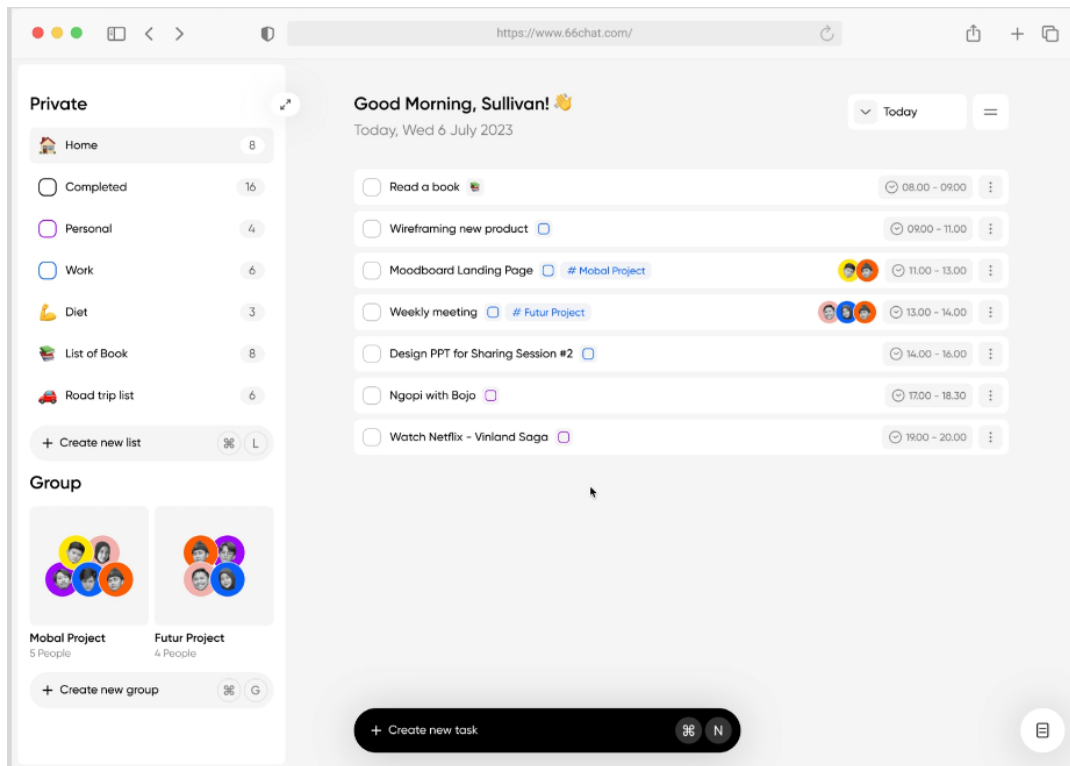 https://www.66chat.com/
Private
Home 8
Completed 16
Personal 4
Work 6
Diet 3
List of Book 8
Road trip list 6
+ Create new list ⌘ L
Group
Mobal Project
5 People
Futur Project
4 People
+ Create new group ⌘ G
Good Morning, Sullivan! 👋
Today, Wed 6 July 2023
Today
Read a book 08.00 - 09.00
Wireframing new product 09.00 - 11.00
Moodboard Landing Page # Mobal Project 11.00 - 13.00
Weekly meeting # Futur Project 13.00 - 14.00
Design PPT for Sharing Session #2 14.00 - 16.00
Ngopi with Bojo 17.00 - 18.30
Watch Netflix - Vinland Saga 19.00 - 20.00
+ Create new task ⌘ N